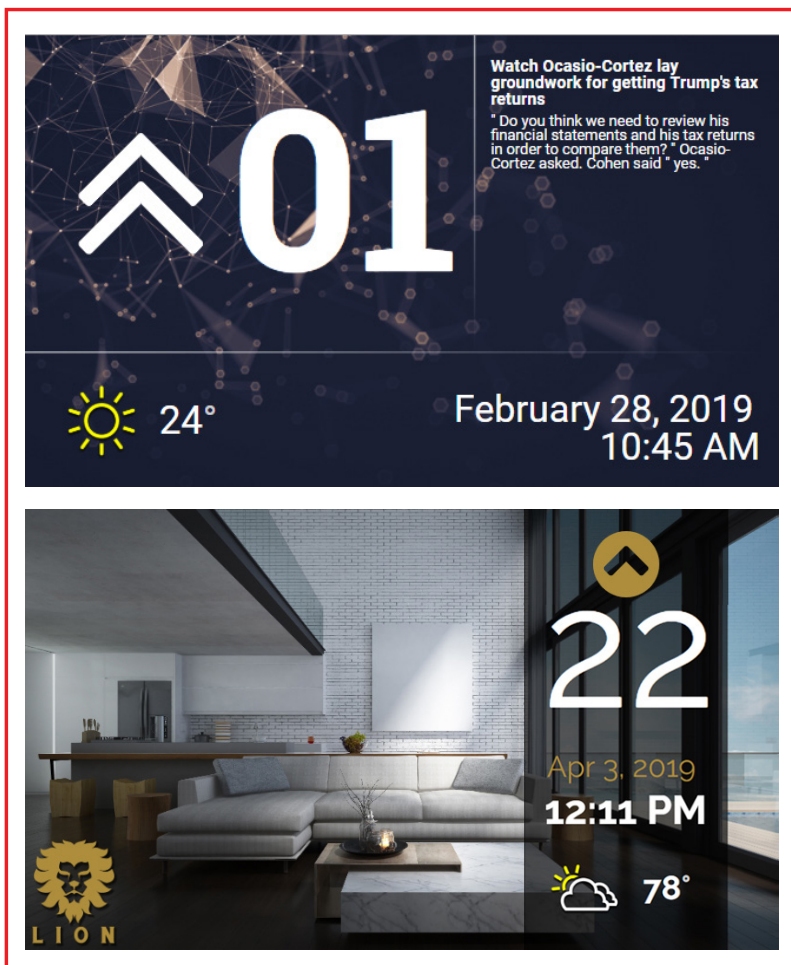 Watch Ocasio-Cortez lay
groundwork for getting Trump's tax
returns
" Do you think we need to review his
financial statements and his tax returns
in order to compare them? " Ocasio-
Cortez asked. Cohen said " yes. "
01
24°
February 28, 2019
10:45 AM
22
Apr 3, 2019
12:11 PM
78°
LION